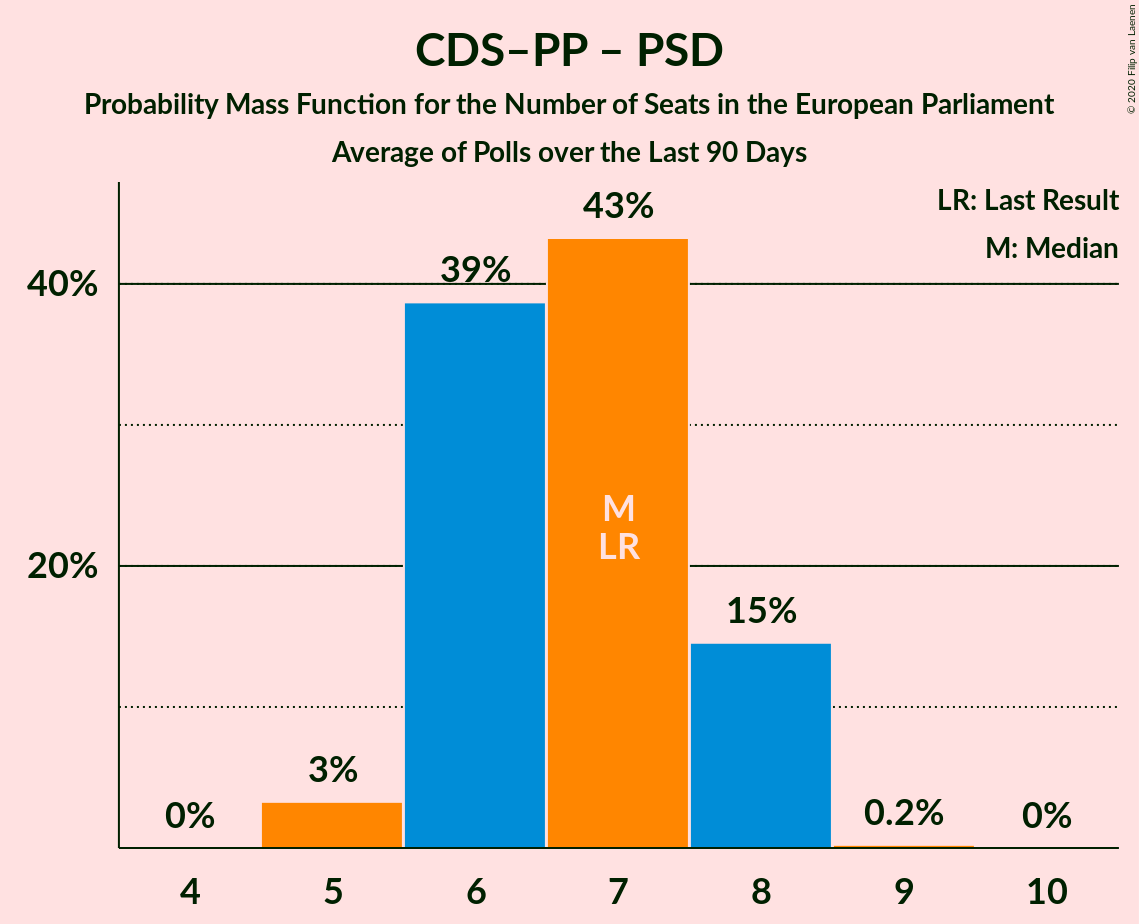 CDS–PP – PSD
Probability Mass Function for the Number of Seats in the European Parliament
Average of Polls over the Last 90 Days
© 2020 Filip van Laenen
LR: Last Result
M: Median
40%
20%
0%
3%
39%
43%
15%
0.2%
0%
M
LR
4
5
6
7
8
9
10